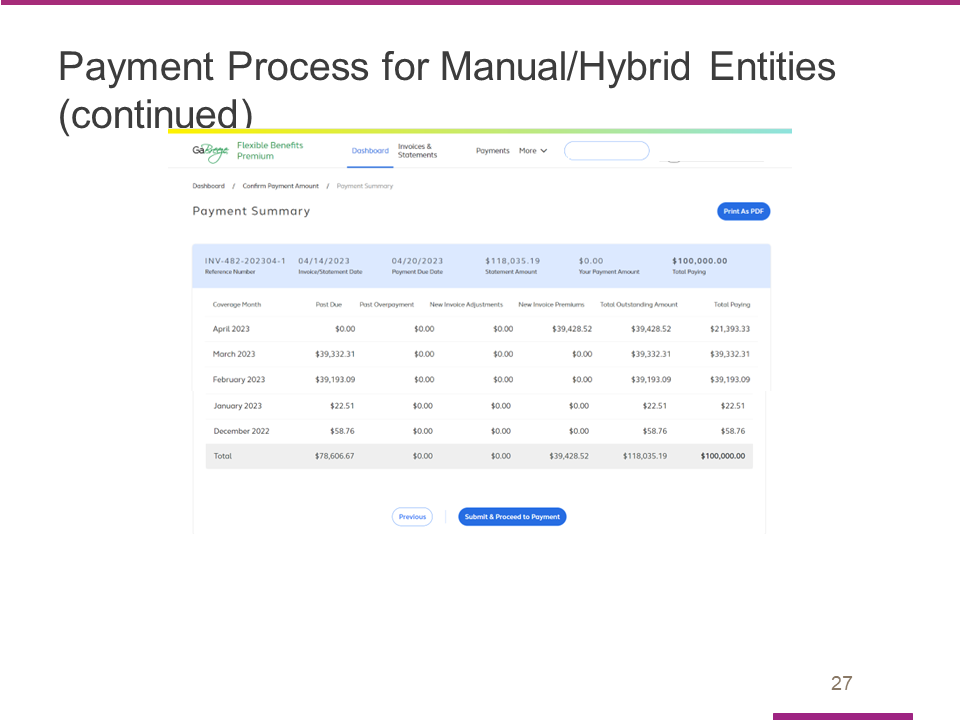 Payment Process for Manual/Hybrid Entities
(continued)
GaBreeze Flexible Benefits Premium Dashboard Invoices & Statements Payments More
Dashboard / Confirm Payment Amount / Payment Summary
Payment Summary Print As PDF
INV-482-202304-1 04/14/2023 04/20/2023 $118,035.19 $0.00 $100,000.00
Reference Number Invoice/Statement Date Payment Due Date Statement Amount Your Payment Amount Total Paying
Coverage Month Past Due Past Overpayment New Invoice Adjustments New Invoice Premiums Total Outstanding Amount Total Paying
April 2023 $0.00 $0.00 $0.00 $39,428.52 $39,428.52 $21,393.33
March 2023 $39,332.31 $0.00 $0.00 $0.00 $39,332.31 $39,332.31
February 2023 $39,193.09 $0.00 $0.00 $0.00 $39,193.09 $39,193.09
January 2023 $22.51 $0.00 $0.00 $0.00 $22.51 $22.51
December 2022 $58.76 $0.00 $0.00 $0.00 $58.76 $58.76
Total $78,606.67 $0.00 $0.00 $39,428.52 $118,035.19 $100,000.00
Previous Submit & Proceed to Payment
27